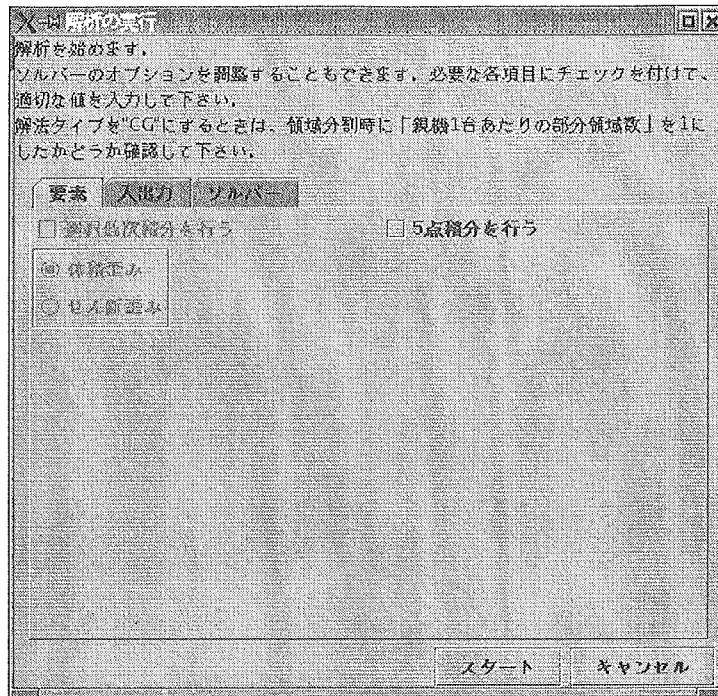 解析の実行
解析を始めます.
ソルバーのオプションを調整することもできます. 必要な各項目にチェックを付けて、
適切な値を入力して下さい.
解法タイプを"CG"にするときは、領域分割時に「親機1台あたりの部分領域数」を1に
したかどうか確認して下さい.
要素 入出力 ソルバー
選択低次積分を行う 5点積分を行う
体積歪み
せん断歪み
スタート キャンセル